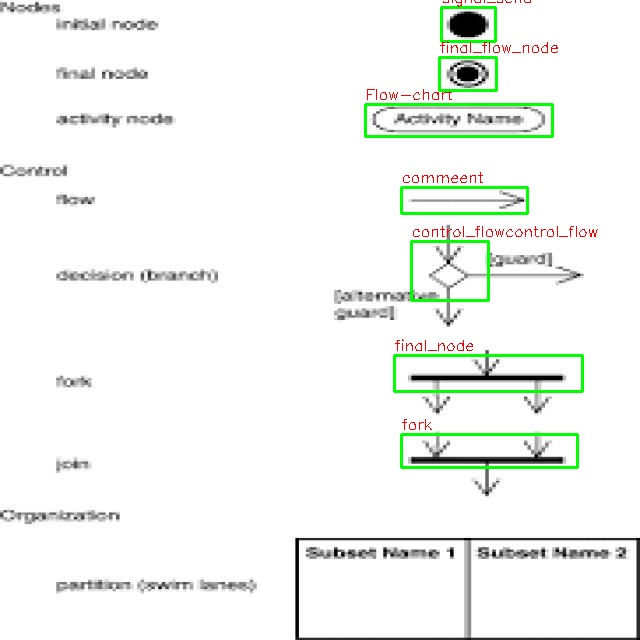 Nodes
signal_send
initial node
final_flow_node
final node
Flow-chart
activity node
Activity Name
Control
commeent
flow
control_flowcontrol_flow
[guard]
decision (branch)
[alternative
guard]
final_node
fork
fork
join
Organization
Subset Name 1
Subset Name 2
partition (swim lanes)